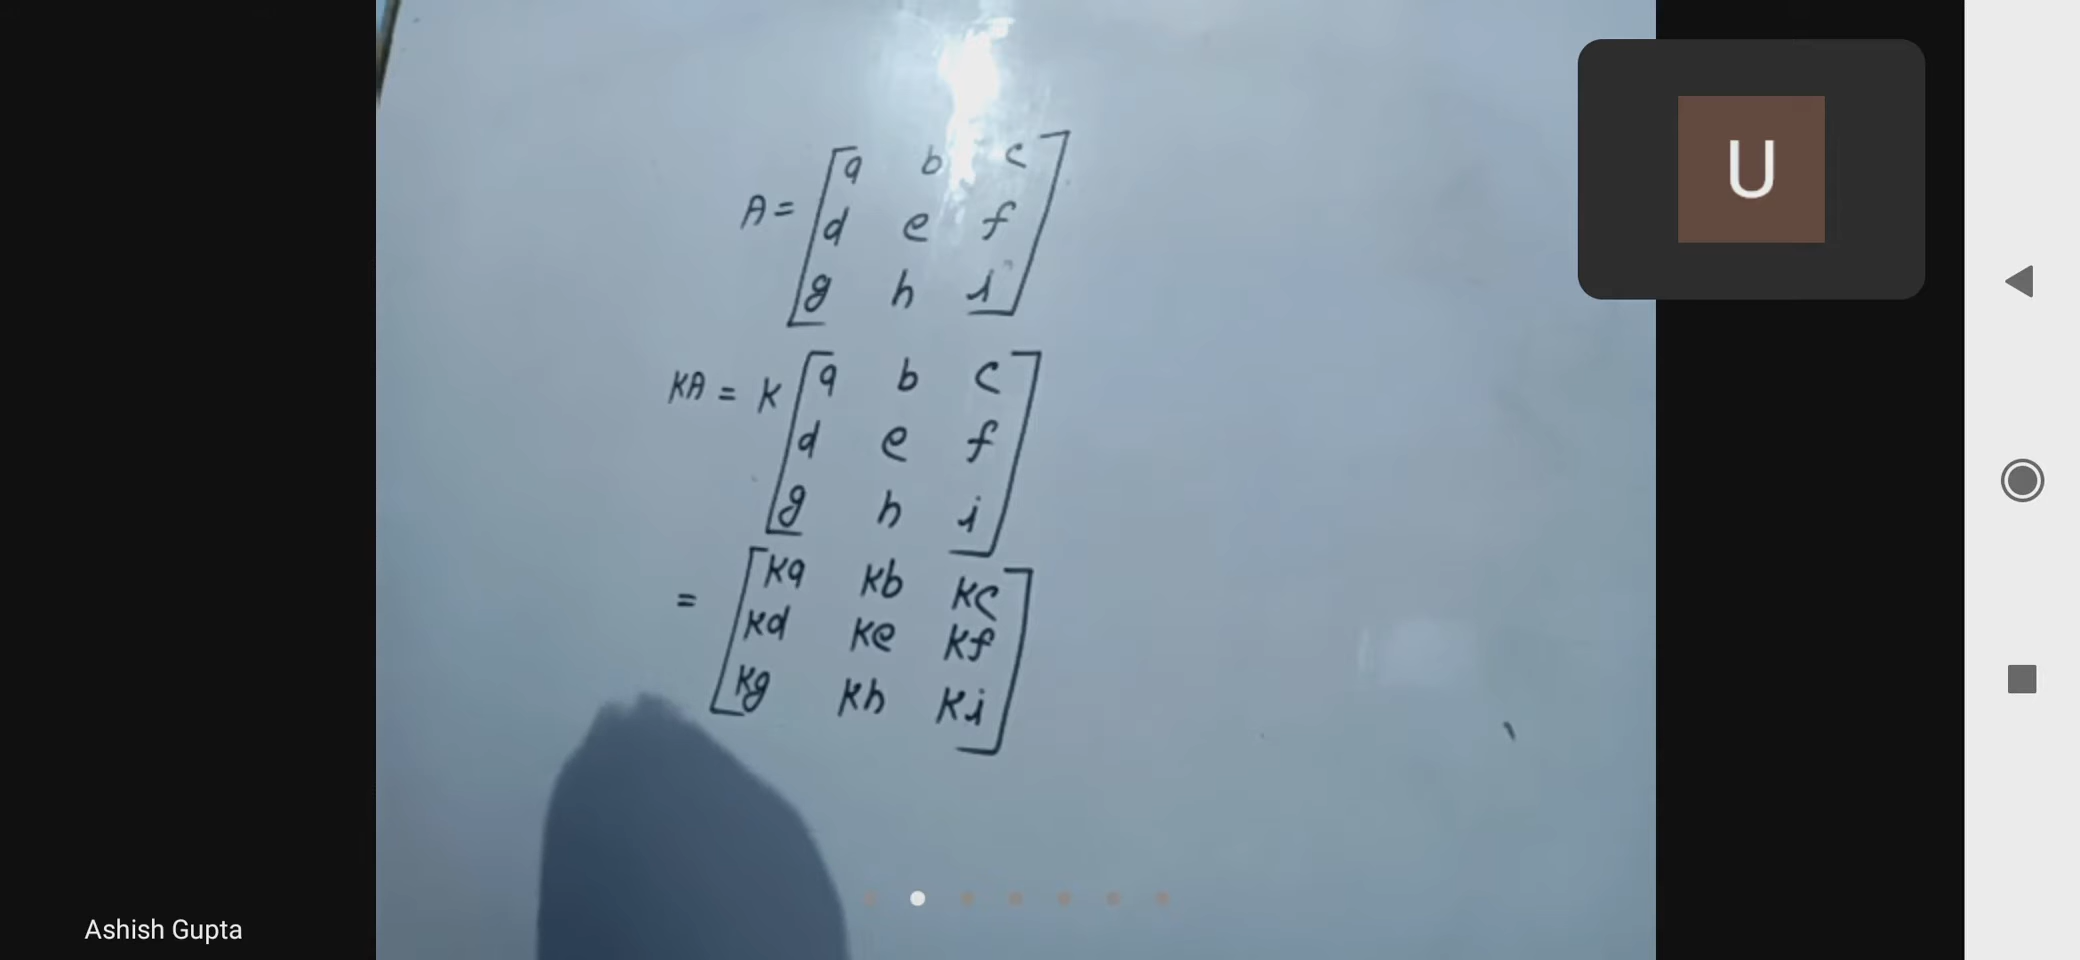 A = [a b c
d e f
g h i]
KA = K [a b c
d e f
g h i]
= [Ka Kb Kc
Kd Ke Kf
Kg Kh Ki]
U
Ashish Gupta